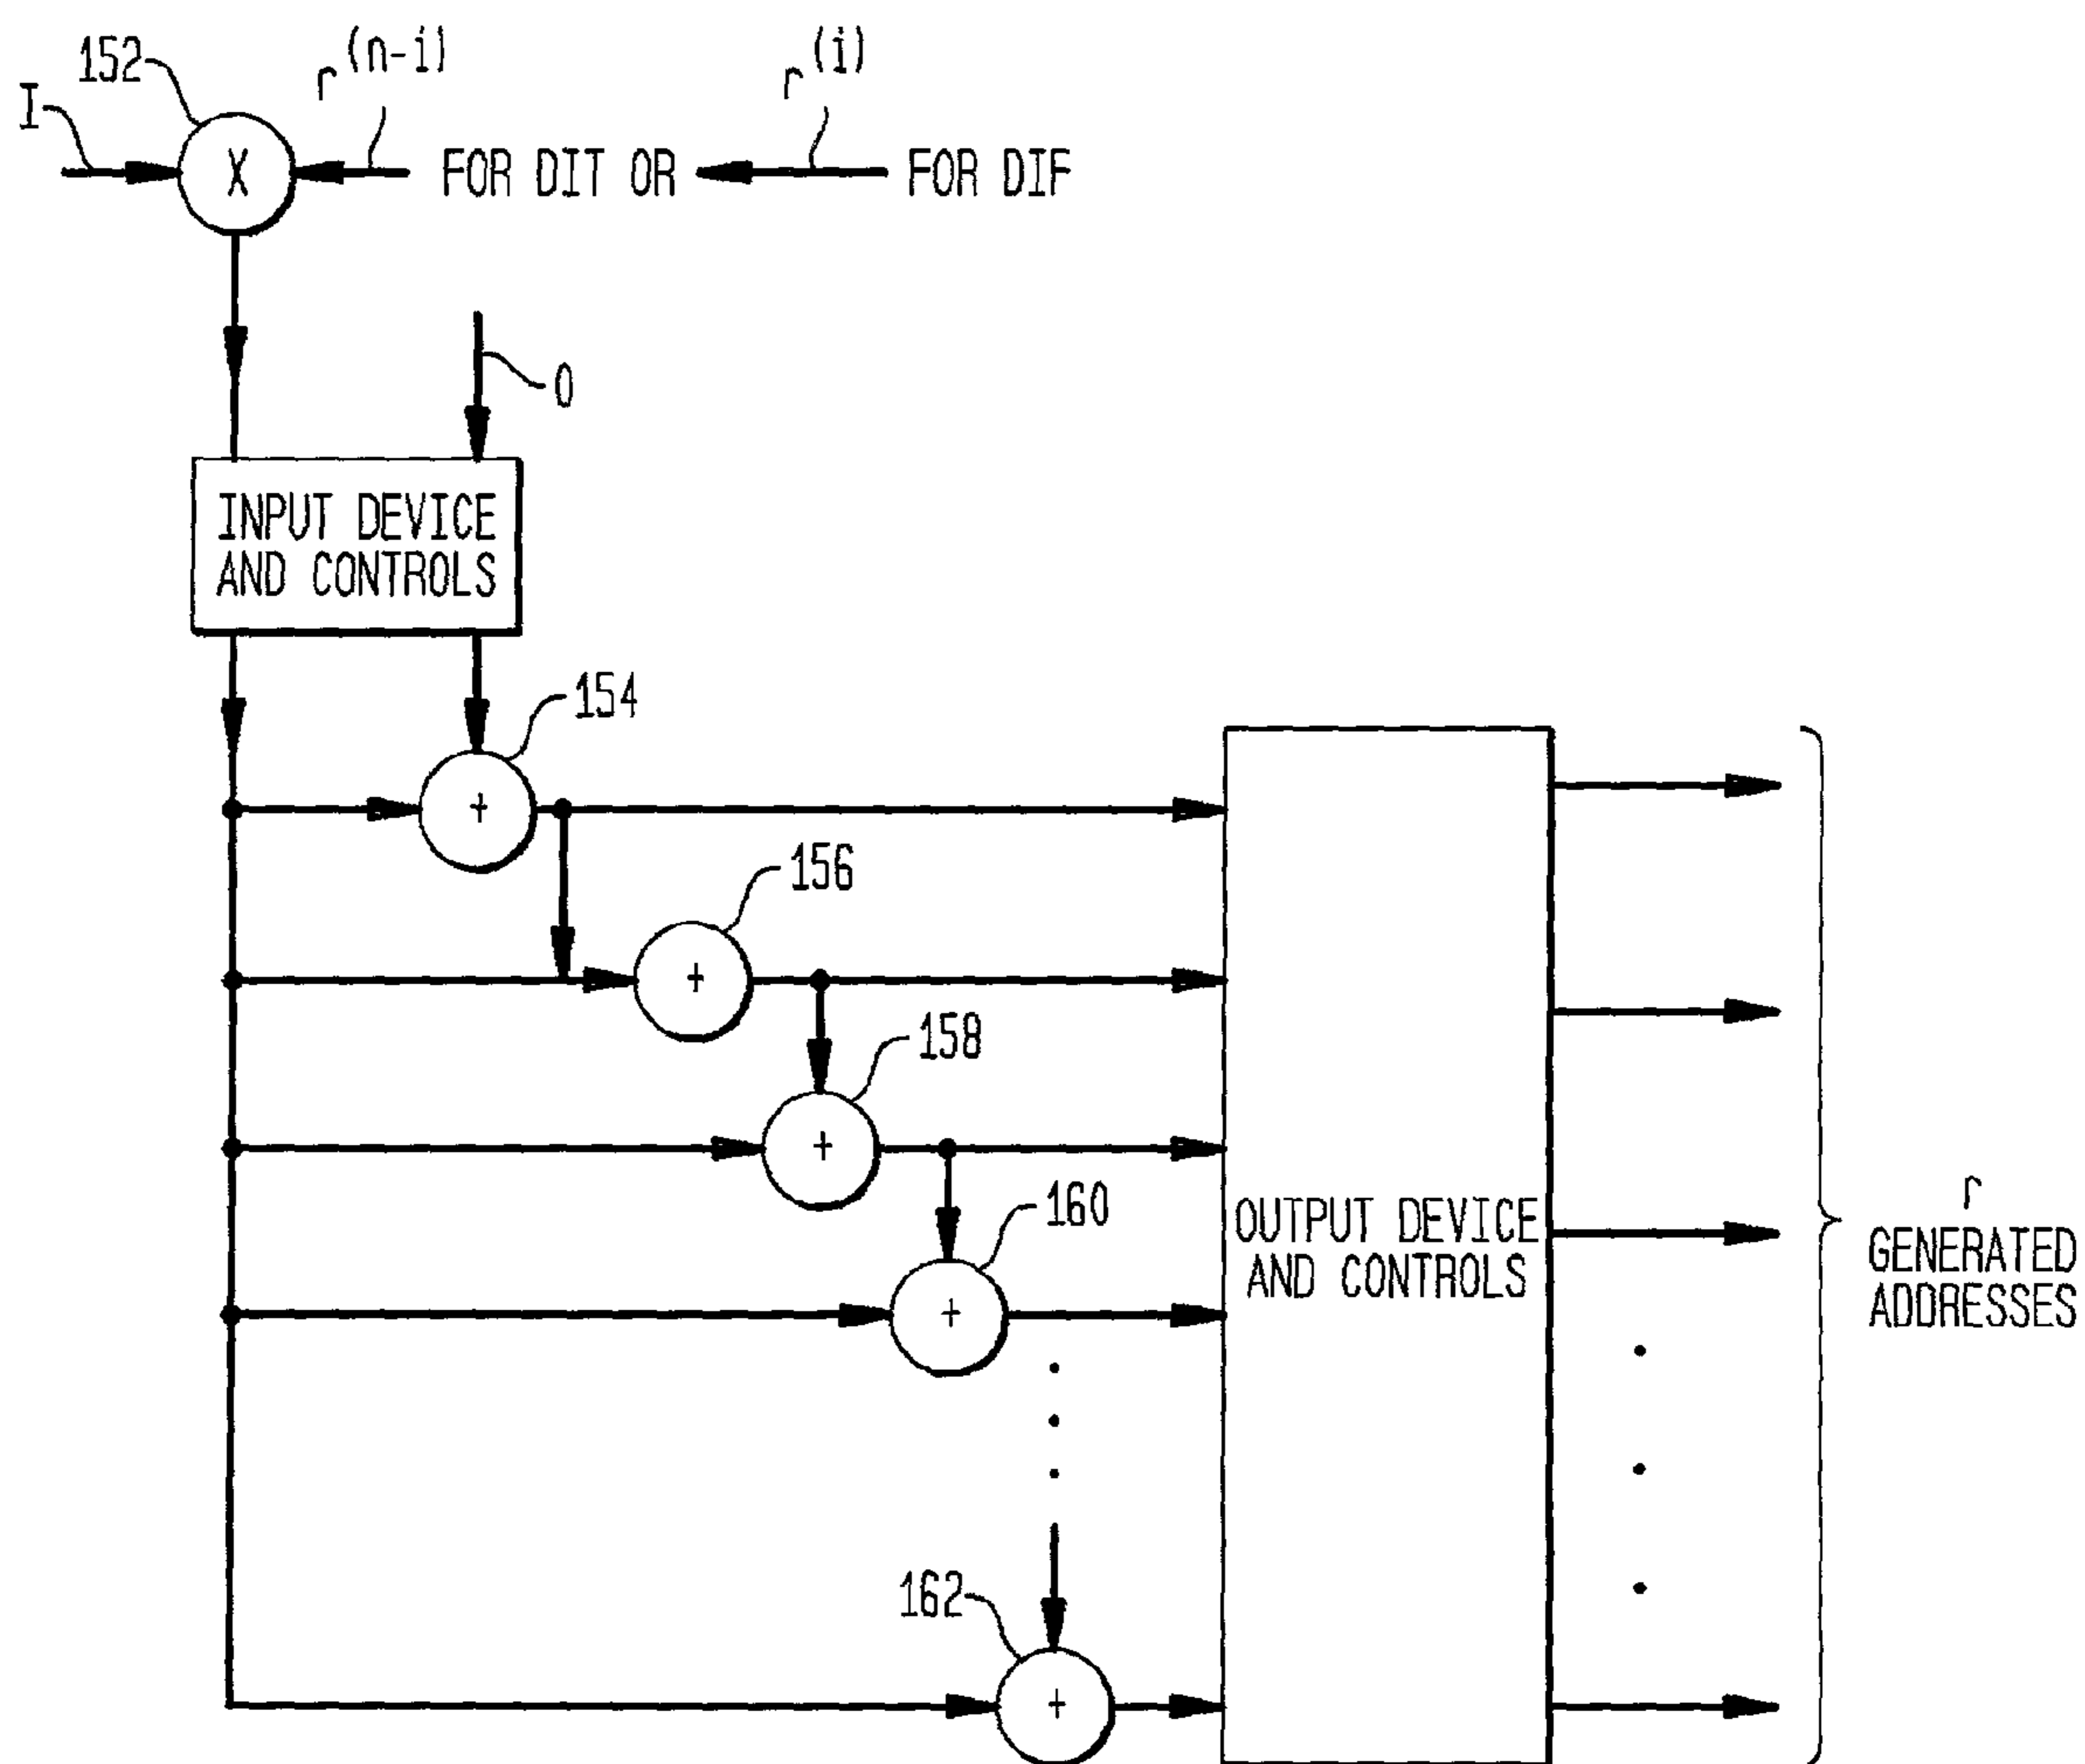 152
I
r(n-i)
r(i)
X
FOR DIT OR
FOR DIF
0
INPUT DEVICE
AND CONTROLS
154
+
156
+
158
+
160
+
OUTPUT DEVICE
AND CONTROLS
r
GENERATED
ADDRESSES
162
+